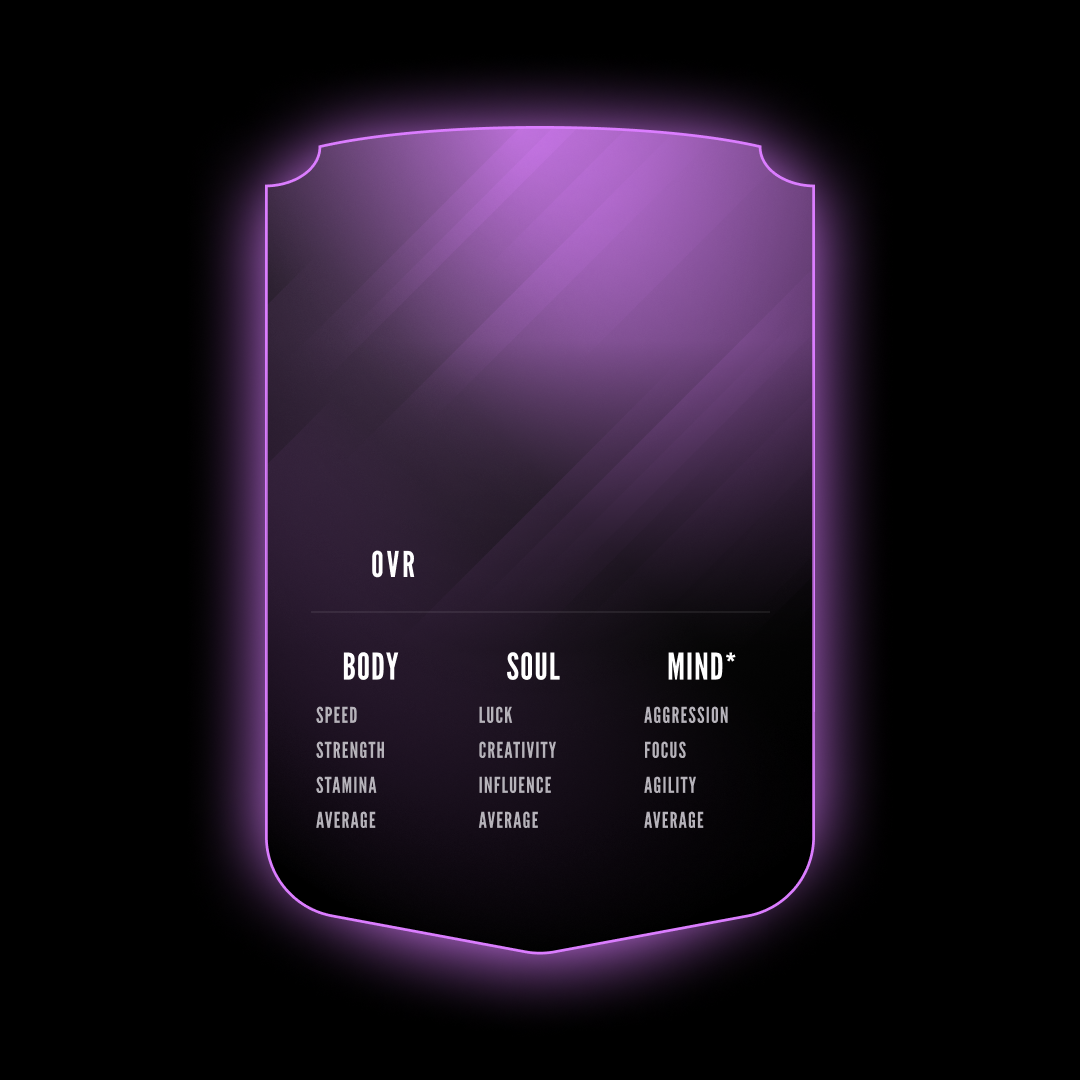 OVR
BODY SOUL MIND*
SPEED LUCK AGGRESSION
STRENGTH CREATIVITY FOCUS
STAMINA INFLUENCE AGILITY
AVERAGE AVERAGE AVERAGE